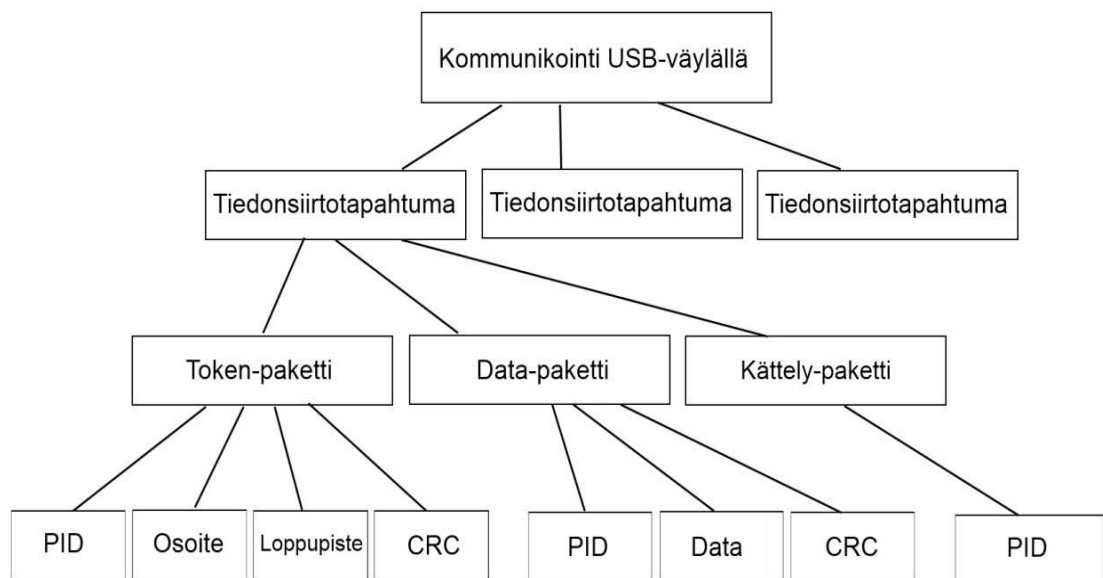 Kommunikointi USB-väylällä
Tiedonsiirtotapahtuma
Tiedonsiirtotapahtuma
Tiedonsiirtotapahtuma
Token-paketti
Data-paketti
Kättely-paketti
PID
Osoite
Loppupiste
CRC
PID
Data
CRC
PID